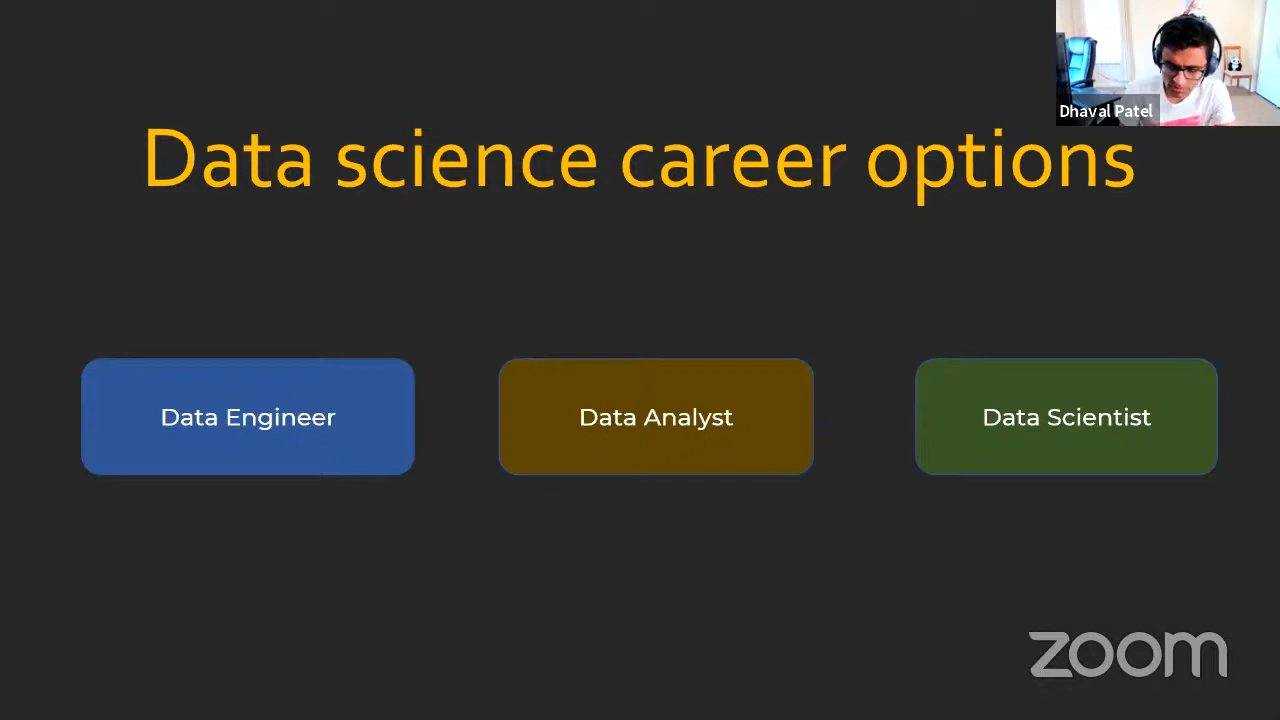 Dhaval Patel
Data science career options
Data Engineer
Data Analyst
Data Scientist
zoom